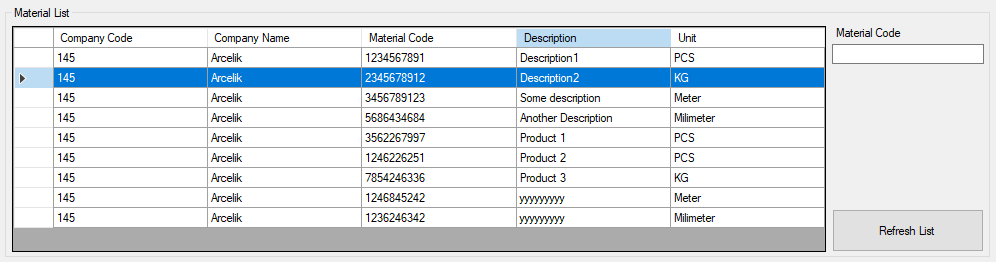 Material List
Company Code Company Name Material Code Description Unit Material Code
145 Arcelik 1234567891 Description1 PCS
145 Arcelik 2345678912 Description2 KG
145 Arcelik 3456789123 Some description Meter
145 Arcelik 5686434684 Another Description Milimeter
145 Arcelik 3562267997 Product 1 PCS
145 Arcelik 1246226251 Product 2 PCS
145 Arcelik 7854246336 Product 3 KG
145 Arcelik 1246845242 yyyyyyyyy Meter
145 Arcelik 1236246342 yyyyyyyyy Milimeter
Refresh List